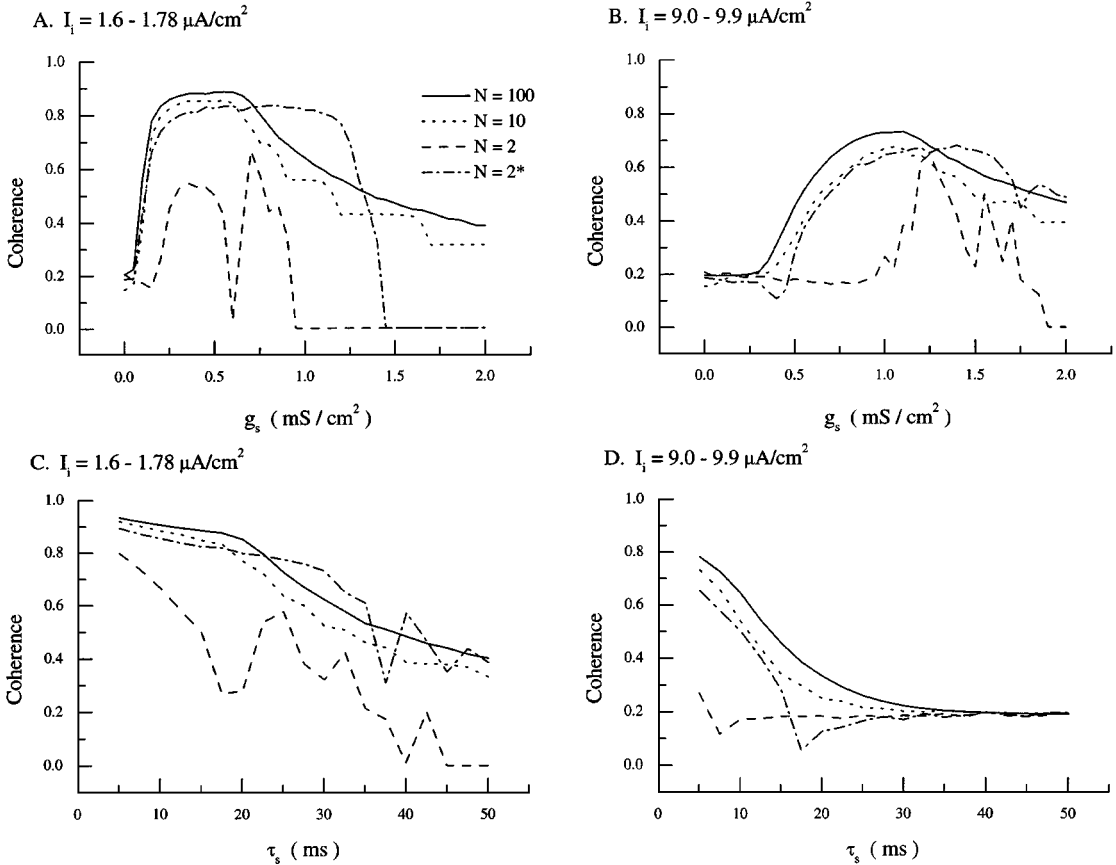 A. I_i = 1.6 - 1.78 µA/cm²
1.0
0.8
0.6
0.4
0.2
0.0
Coherence
N = 100
N = 10
N = 2
N = 2*
0.0 0.5 1.0 1.5 2.0
g_s ( mS / cm² )
B. I_i = 9.0 - 9.9 µA/cm²
1.0
0.8
0.6
0.4
0.2
0.0
Coherence
0.0 0.5 1.0 1.5 2.0
g_s ( mS / cm² )
C. I_i = 1.6 - 1.78 µA/cm²
1.0
0.8
0.6
0.4
0.2
0.0
Coherence
0 10 20 30 40 50
τ_s ( ms )
D. I_i = 9.0 - 9.9 µA/cm²
1.0
0.8
0.6
0.4
0.2
0.0
Coherence
0 10 20 30 40 50
τ_s ( ms )